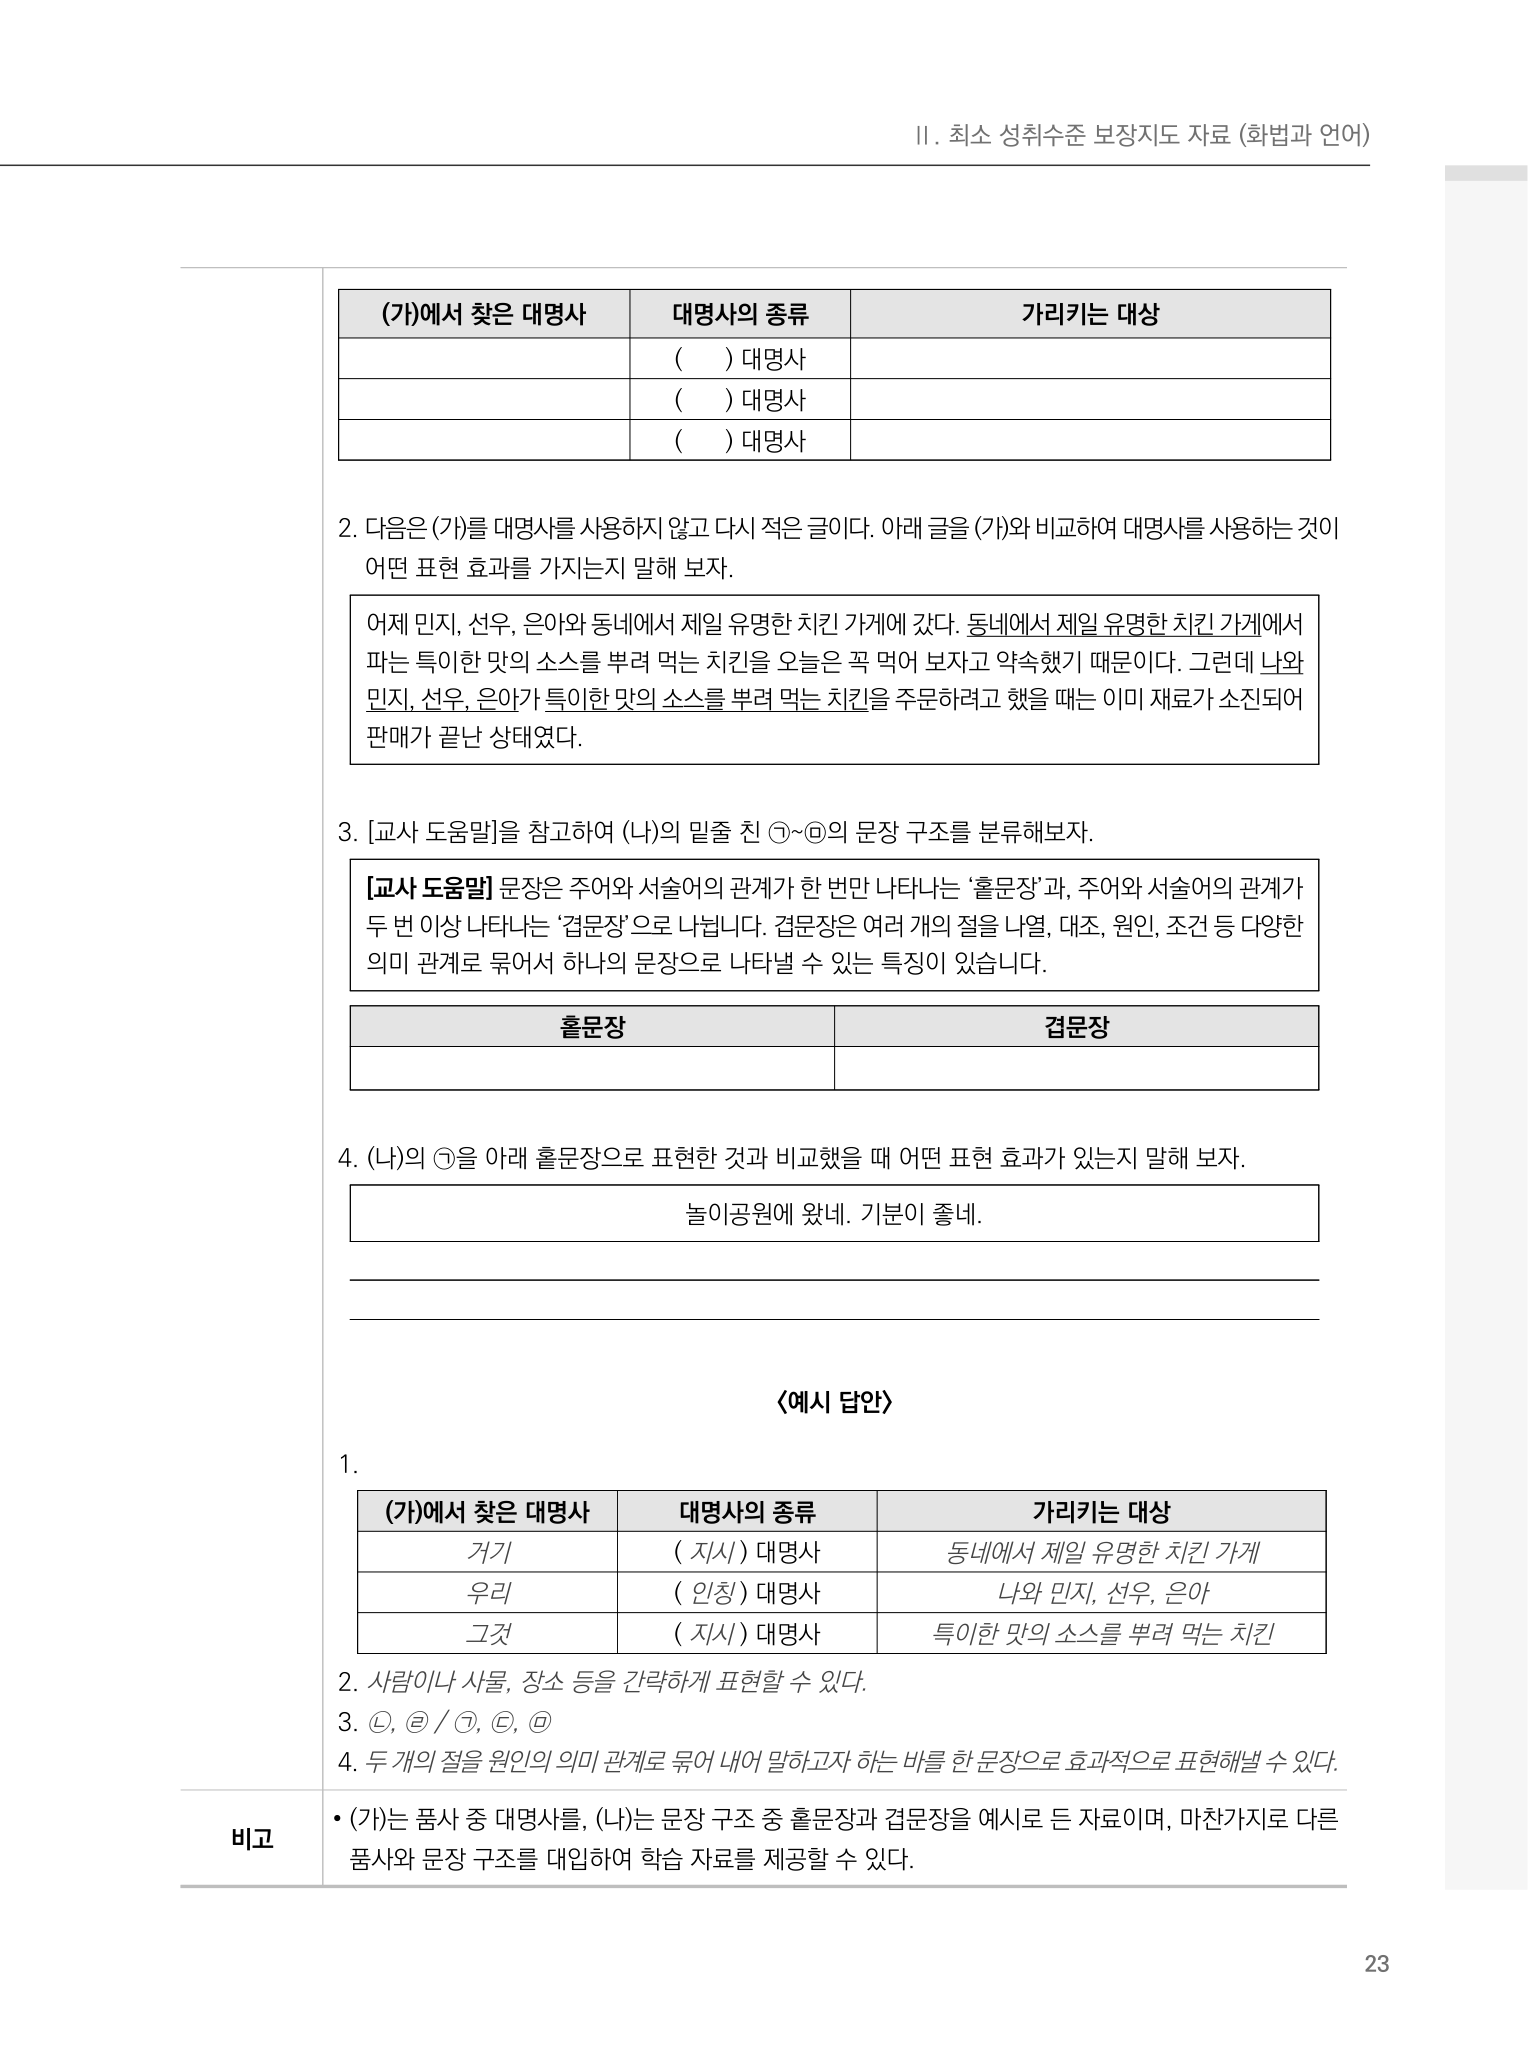 Ⅱ. 최소 성취수준 보장지도 자료 (화법과 언어)
(가)에서 찾은 대명사 대명사의 종류 가리키는 대상
( ) 대명사
( ) 대명사
( ) 대명사
2. 다음은 (가)를 대명사를 사용하지 않고 다시 적은 글이다. 아래 글을 (가)와 비교하여 대명사를 사용하는 것이
어떤 표현 효과를 가지는지 말해 보자.
어제 민지, 선우, 은아와 동네에서 제일 유명한 치킨 가게에 갔다. 동네에서 제일 유명한 치킨 가게에서
파는 특이한 맛의 소스를 뿌려 먹는 치킨을 오늘은 꼭 먹어 보자고 약속했기 때문이다. 그런데 나와
민지, 선우, 은아가 특이한 맛의 소스를 뿌려 먹는 치킨을 주문하려고 했을 때는 이미 재료가 소진되어
판매가 끝난 상태였다.
3. [교사 도움말]을 참고하여 (나)의 밑줄 친 ㉠~㉤의 문장 구조를 분류해보자.
[교사 도움말] 문장은 주어와 서술어의 관계가 한 번만 나타나는 ‘홑문장’과, 주어와 서술어의 관계가
두 번 이상 나타나는 ‘겹문장’으로 나뉩니다. 겹문장은 여러 개의 절을 나열, 대조, 원인, 조건 등 다양한
의미 관계로 묶어서 하나의 문장으로 나타낼 수 있는 특징이 있습니다.
홑문장 겹문장
4. (나)의 ㉠을 아래 홑문장으로 표현한 것과 비교했을 때 어떤 표현 효과가 있는지 말해 보자.
놀이공원에 왔네. 기분이 좋네.
〈예시 답안〉
1.
(가)에서 찾은 대명사 대명사의 종류 가리키는 대상
거기 ( 지시 ) 대명사 동네에서 제일 유명한 치킨 가게
우리 ( 인칭 ) 대명사 나와 민지, 선우, 은아
그것 ( 지시 ) 대명사 특이한 맛의 소스를 뿌려 먹는 치킨
2. 사람이나 사물, 장소 등을 간략하게 표현할 수 있다.
3. ㉡, ㉣ / ㉠, ㉢, ㉤
4. 두 개의 절을 원인의 의미 관계로 묶어 내어 말하고자 하는 바를 한 문장으로 효과적으로 표현해낼 수 있다.
비고
• (가)는 품사 중 대명사를, (나)는 문장 구조 중 홑문장과 겹문장을 예시로 든 자료이며, 마찬가지로 다른
품사와 문장 구조를 대입하여 학습 자료를 제공할 수 있다.
23